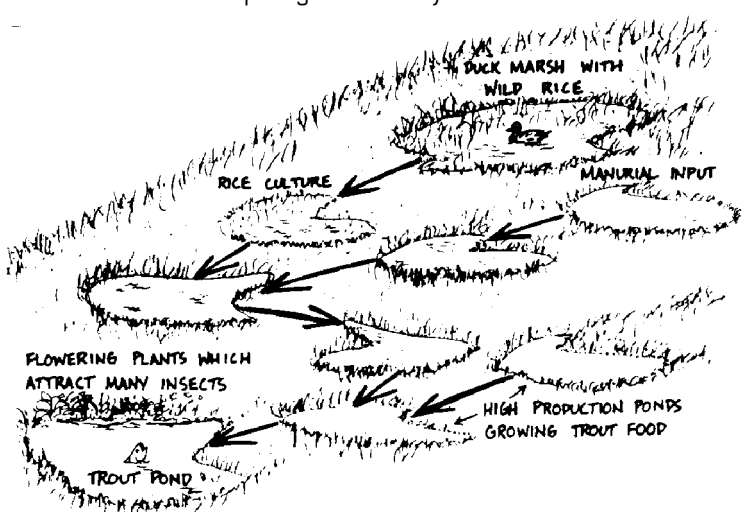 DUCK MARSH WITH
WILD RICE
RICE CULTURE
MANURIAL INPUT
FLOWERING PLANTS WHICH
ATTRACT MANY INSECTS
HIGH PRODUCTION PONDS
GROWING TROUT FOOD
TROUT POND